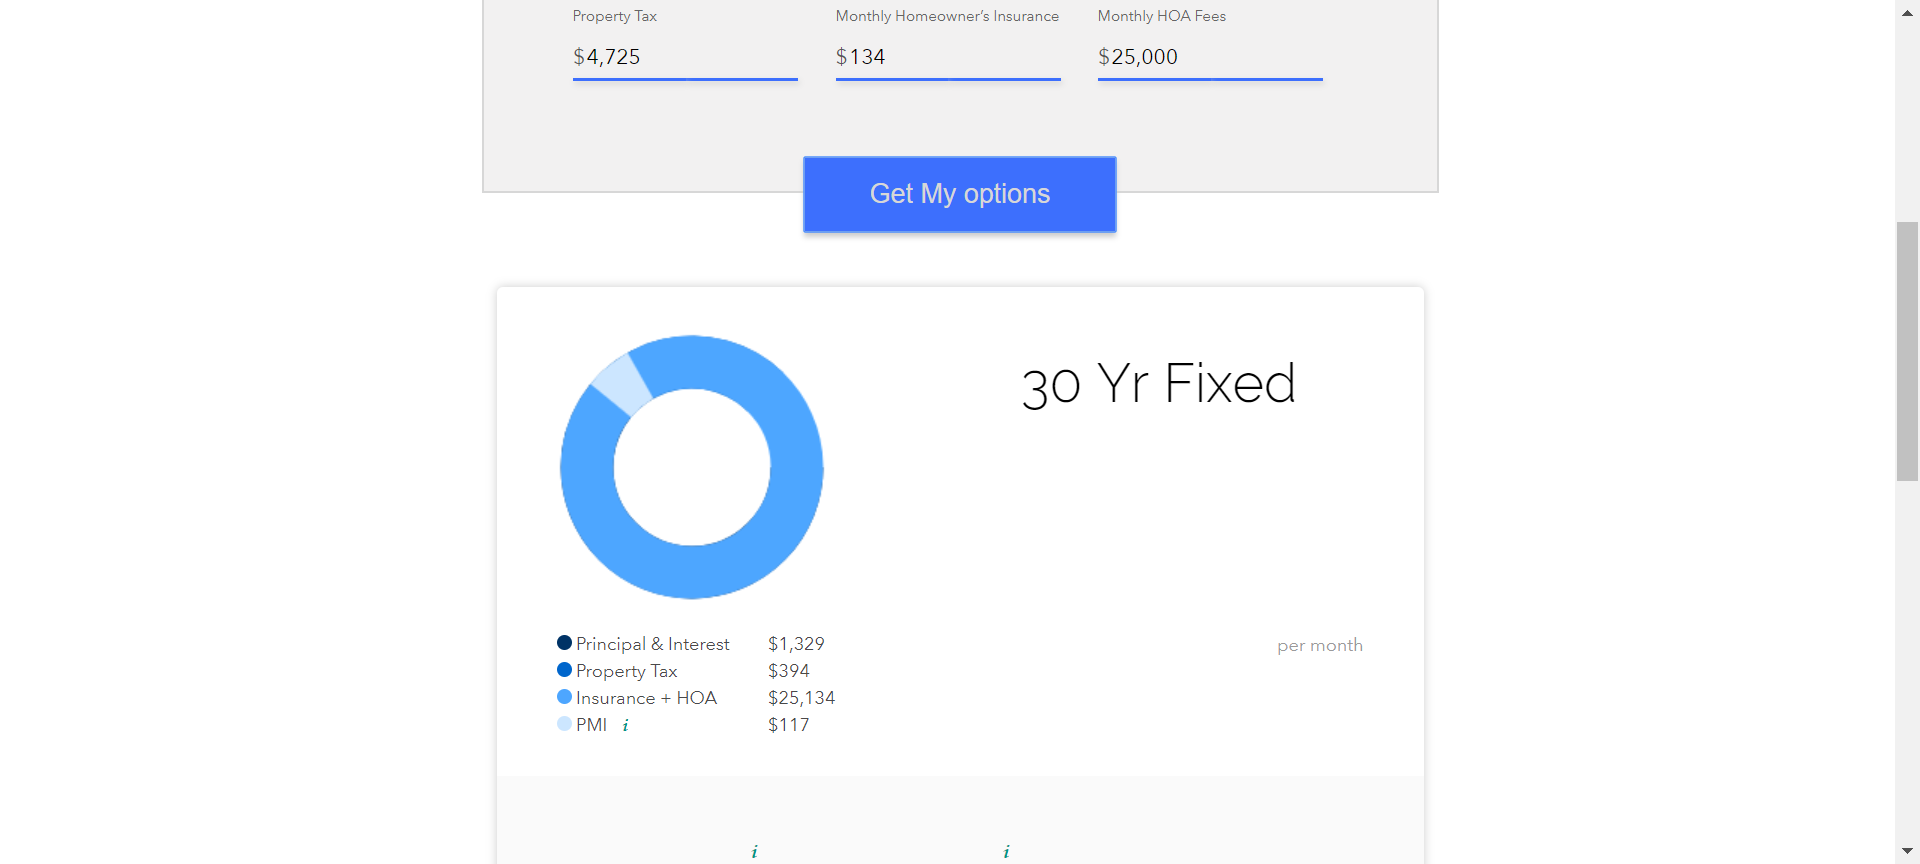 Property Tax
Monthly Homeowner's Insurance
Monthly HOA Fees
$4,725
$134
$25,000
Get My options
30 Yr Fixed
Principal & Interest $1,329
Property Tax $394
Insurance + HOA $25,134
PMI i $117
per month
i
i